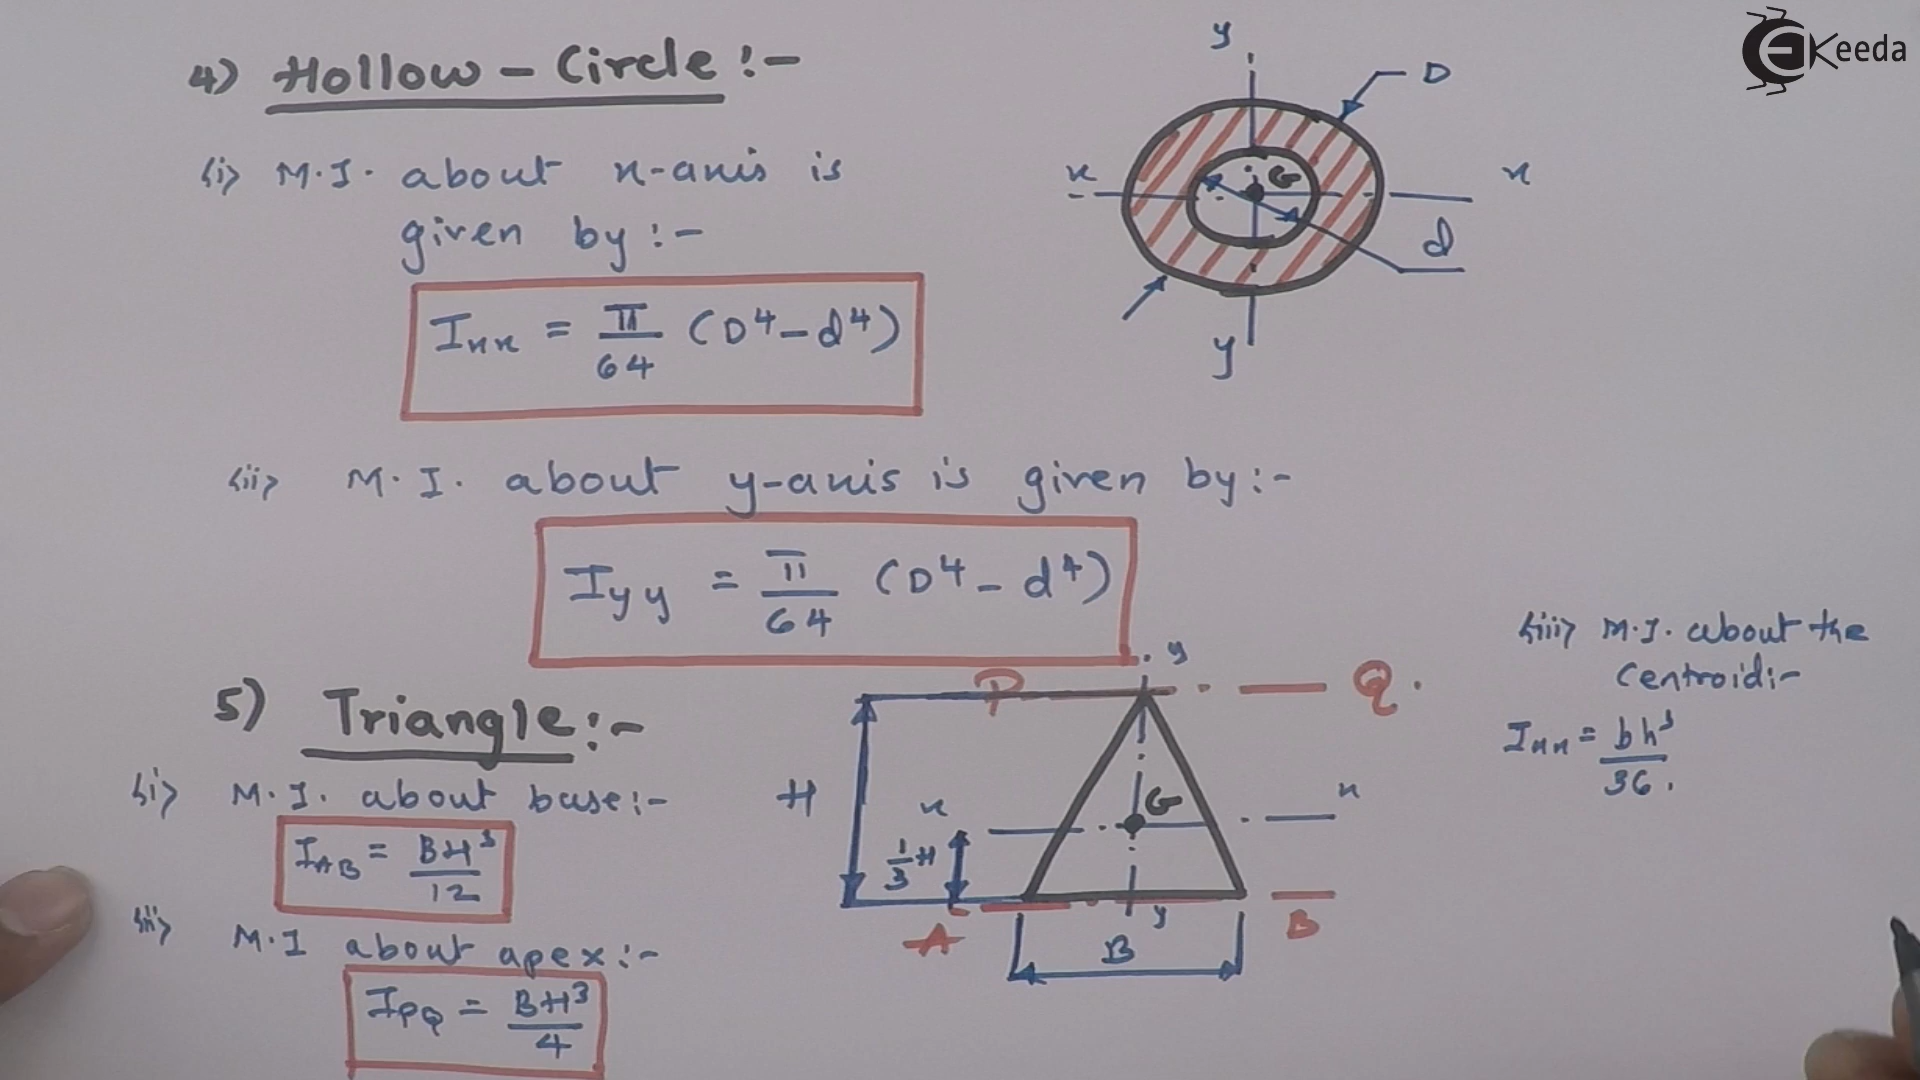 4) Hollow-Circle :-
(i) M.I. about x-axis is
given by :-
Ixx = π/64 (D⁴-d⁴)
(ii) M.I. about y-axis is given by:-
Iyy = π/64 (D⁴-d⁴)
5) Triangle:-
(i) M.I. about base:-
IAB = BH³/12
(ii) M.I about apex:-
IPQ = BH³/4
y
D
x
G
x
d
y
y
P
Q.
H
x
G
x
1/3 H
A
y
B
B
(iii) M.I. about the
Centroid:-
Ixx = bh³/36.
Keeda